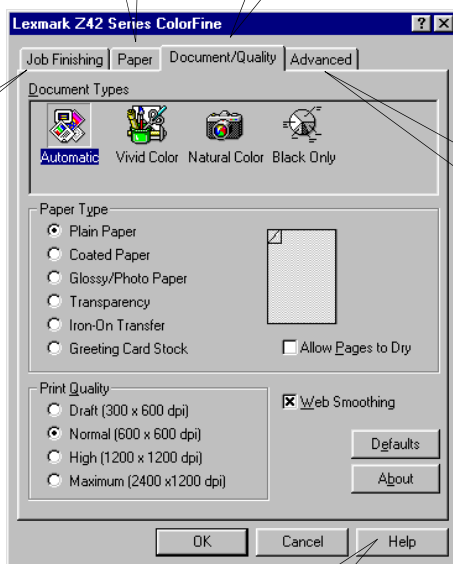 Lexmark Z42 Series ColorFine
Job Finishing Paper Document/Quality Advanced
Document Types
Automatic Vivid Color Natural Color Black Only
Paper Type
Plain Paper
Coated Paper
Glossy/Photo Paper
Transparency
Iron-On Transfer
Greeting Card Stock
Allow Pages to Dry
Print Quality
Draft (300 x 600 dpi)
Normal (600 x 600 dpi)
High (1200 x 1200 dpi)
Maximum (2400 x1200 dpi)
Web Smoothing
Defaults
About
OK Cancel Help